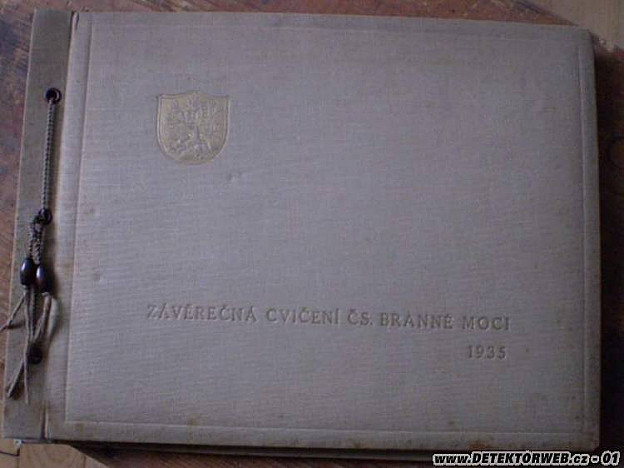 ZÁVĚREČNÁ CVIČENÍ ČS. BRANNÉ MOCI
1935
www.DETEKTORWEB.cz - 01